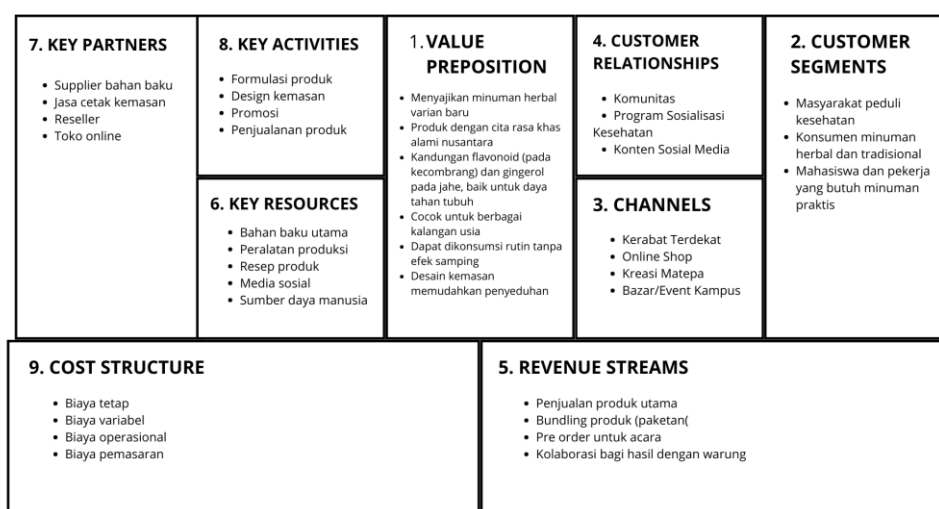 7. KEY PARTNERS
• Supplier bahan baku
• Jasa cetak kemasan
• Reseller
• Toko online
8. KEY ACTIVITIES
• Formulasi produk
• Design kemasan
• Promosi
• Penjualanan produk
6. KEY RESOURCES
• Bahan baku utama
• Peralatan produksi
• Resep produk
• Media sosial
• Sumber daya manusia
1. VALUE
PREPOSITION
• Menyajikan minuman herbal
varian baru
• Produk dengan cita rasa khas
alami nusantara
• Kandungan flavonoid (pada
kecombrang) dan gingerol
pada jahe, baik untuk daya
tahan tubuh
• Cocok untuk berbagai
kalangan usia
• Dapat dikonsumsi rutin tanpa
efek samping
• Desain kemasan
memudahkan penyeduhan
4. CUSTOMER
RELATIONSHIPS
• Komunitas
• Program Sosialisasi
Kesehatan
• Konten Sosial Media
3. CHANNELS
• Kerabat Terdekat
• Online Shop
• Kreasi Matepa
• Bazar/Event Kampus
2. CUSTOMER
SEGMENTS
• Masyarakat peduli
kesehatan
• Konsumen minuman
herbal dan tradisional
• Mahasiswa dan pekerja
yang butuh minuman
praktis
9. COST STRUCTURE
• Biaya tetap
• Biaya variabel
• Biaya operasional
• Biaya pemasaran
5. REVENUE STREAMS
• Penjualan produk utama
• Bundling produk (paketan(
• Pre order untuk acara
• Kolaborasi bagi hasil dengan warung